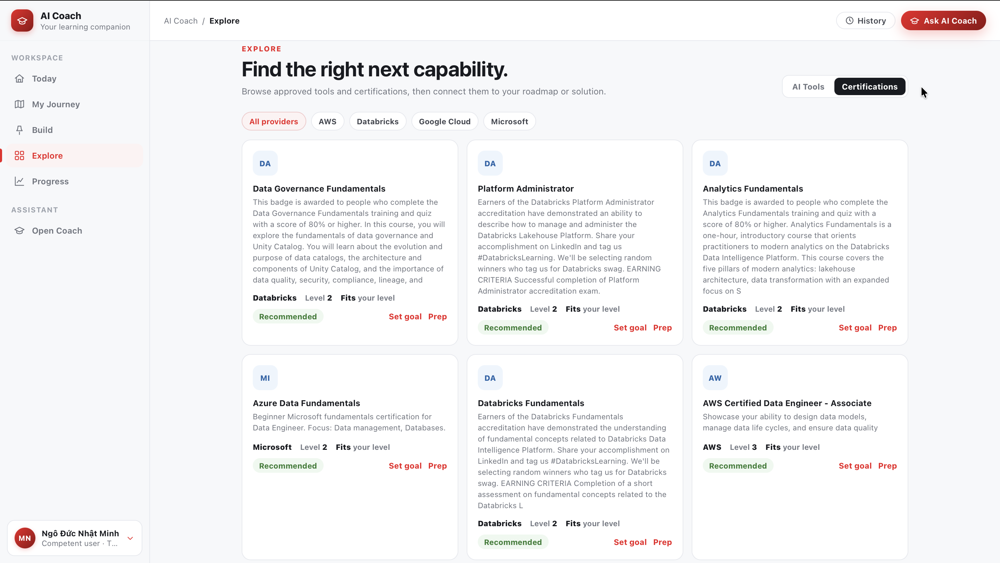 AI Coach
Your learning companion
WORKSPACE
Today
My Journey
Build
Explore
Progress
ASSISTANT
Open Coach
MN
Ngô Đức Nhật Minh
Competent user · T...
AI Coach / Explore
History
Ask AI Coach
EXPLORE
Find the right next capability.
Browse approved tools and certifications, then connect them to your roadmap or solution.
AI Tools
Certifications
All providers
AWS
Databricks
Google Cloud
Microsoft
DA
Data Governance Fundamentals
This badge is awarded to people who complete the
Data Governance Fundamentals training and quiz
with a score of 80% or higher. In this course, you will
explore the fundamentals of data governance and
Unity Catalog. You will learn about the evolution and
purpose of data catalogs, the architecture and
components of Unity Catalog, and the importance of
data quality, security, compliance, lineage, and
Databricks Level 2 Fits your level
Recommended Set goal Prep
DA
Platform Administrator
Earners of the Databricks Platform Administrator
accreditation have demonstrated an ability to
describe how to manage and administer the
Databricks Lakehouse Platform. Share your
accomplishment on LinkedIn and tag us
#DatabricksLearning. We'll be selecting random
winners who tag us for Databricks swag. EARNING
CRITERIA Successful completion of Platform
Administrator accreditation exam.
Databricks Level 2 Fits your level
Recommended Set goal Prep
DA
Analytics Fundamentals
This badge is awarded to people who complete the
Analytics Fundamentals training and quiz with a
score of 80% or higher. Analytics Fundamentals is a
one-hour, introductory course that orients
practitioners to modern analytics on the Databricks
Data Intelligence Platform. This course covers the
five pillars of modern analytics: lakehouse
architecture, data transformation with an expanded
focus on S
Databricks Level 2 Fits your level
Recommended Set goal Prep
MI
Azure Data Fundamentals
Beginner Microsoft fundamentals certification for
Data Engineer. Focus: Data management, Databases.
Microsoft Level 2 Fits your level
Recommended Set goal Prep
DA
Databricks Fundamentals
Earners of the Databricks Fundamentals
accreditation have demonstrated the understanding
of fundamental concepts related to Databricks Data
Intelligence Platform. Share your accomplishment on
LinkedIn and tag us #DatabricksLearning. We'll be
selecting random winners who tag us for Databricks
swag. EARNING CRITERIA Completion of a short
assessment on fundamental concepts related to the
Databricks L
Databricks Level 2 Fits your level
Recommended Set goal Prep
AW
AWS Certified Data Engineer - Associate
Showcase your ability to design data models,
manage data life cycles, and ensure data quality
AWS Level 3 Fits your level
Recommended Set goal Prep